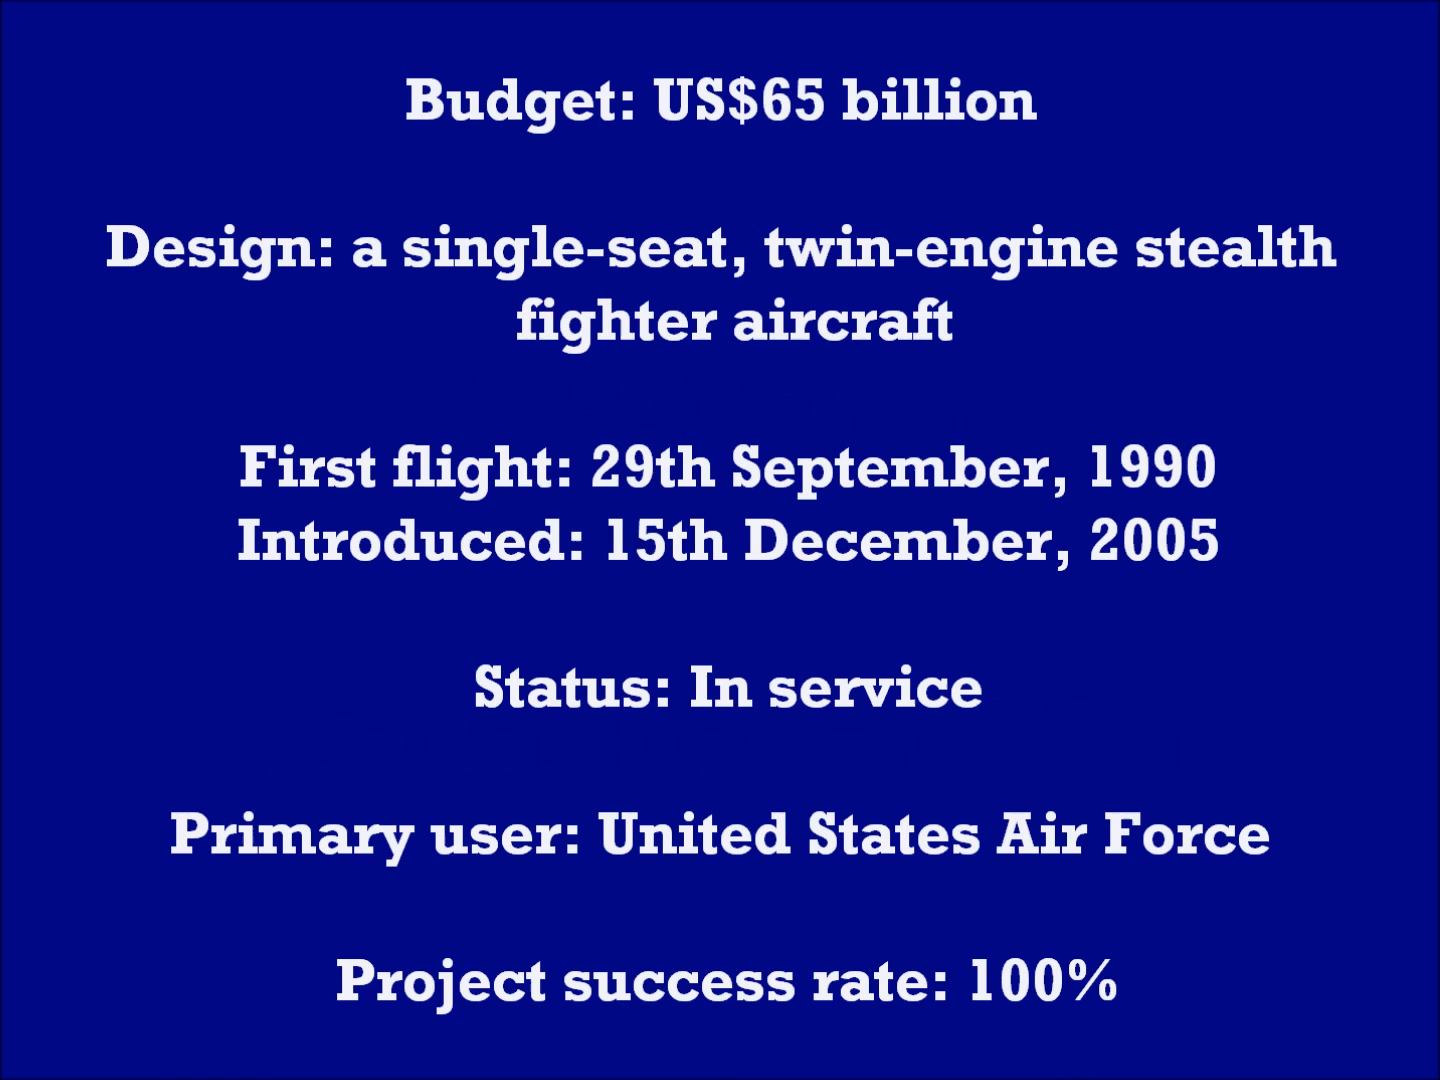 Budget: US$65 billion
Design: a single-seat, twin-engine stealth
fighter aircraft
First flight: 29th September, 1990
Introduced: 15th December, 2005
Status: In service
Primary user: United States Air Force
Project success rate: 100%